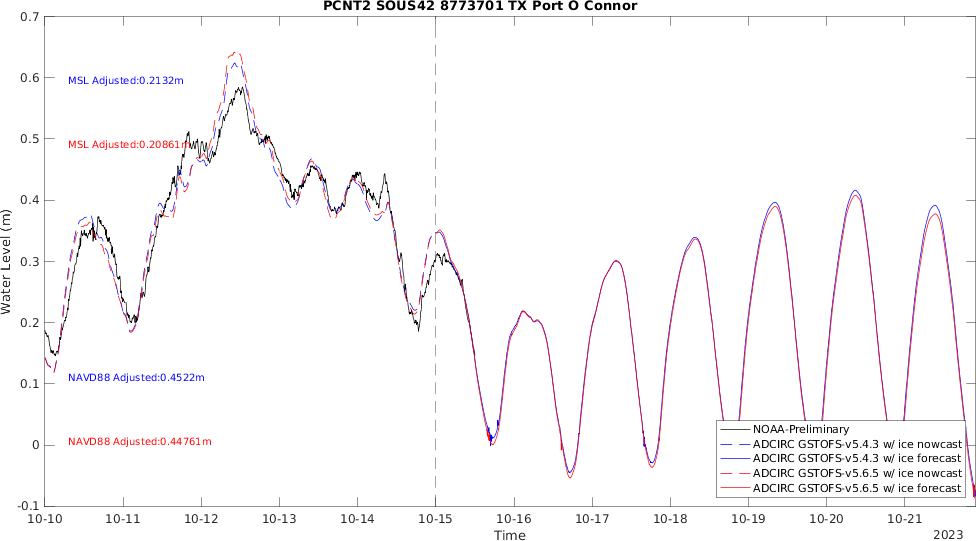 PCNT2 SOUS42 8773701 TX Port O Connor
0.7
0.6
0.5
0.4
0.3
0.2
0.1
0
-0.1
Water Level (m)
MSL Adjusted:0.2132m
MSL Adjusted:0.20861m
NAVD88 Adjusted:0.4522m
NAVD88 Adjusted:0.44761m
NOAA-Preliminary
ADCIRC GSTOFS-v5.4.3 w/ ice nowcast
ADCIRC GSTOFS-v5.4.3 w/ ice forecast
ADCIRC GSTOFS-v5.6.5 w/ ice nowcast
ADCIRC GSTOFS-v5.6.5 w/ ice forecast
10-10 10-11 10-12 10-13 10-14 10-15 10-16 10-17 10-18 10-19 10-20 10-21
Time
2023